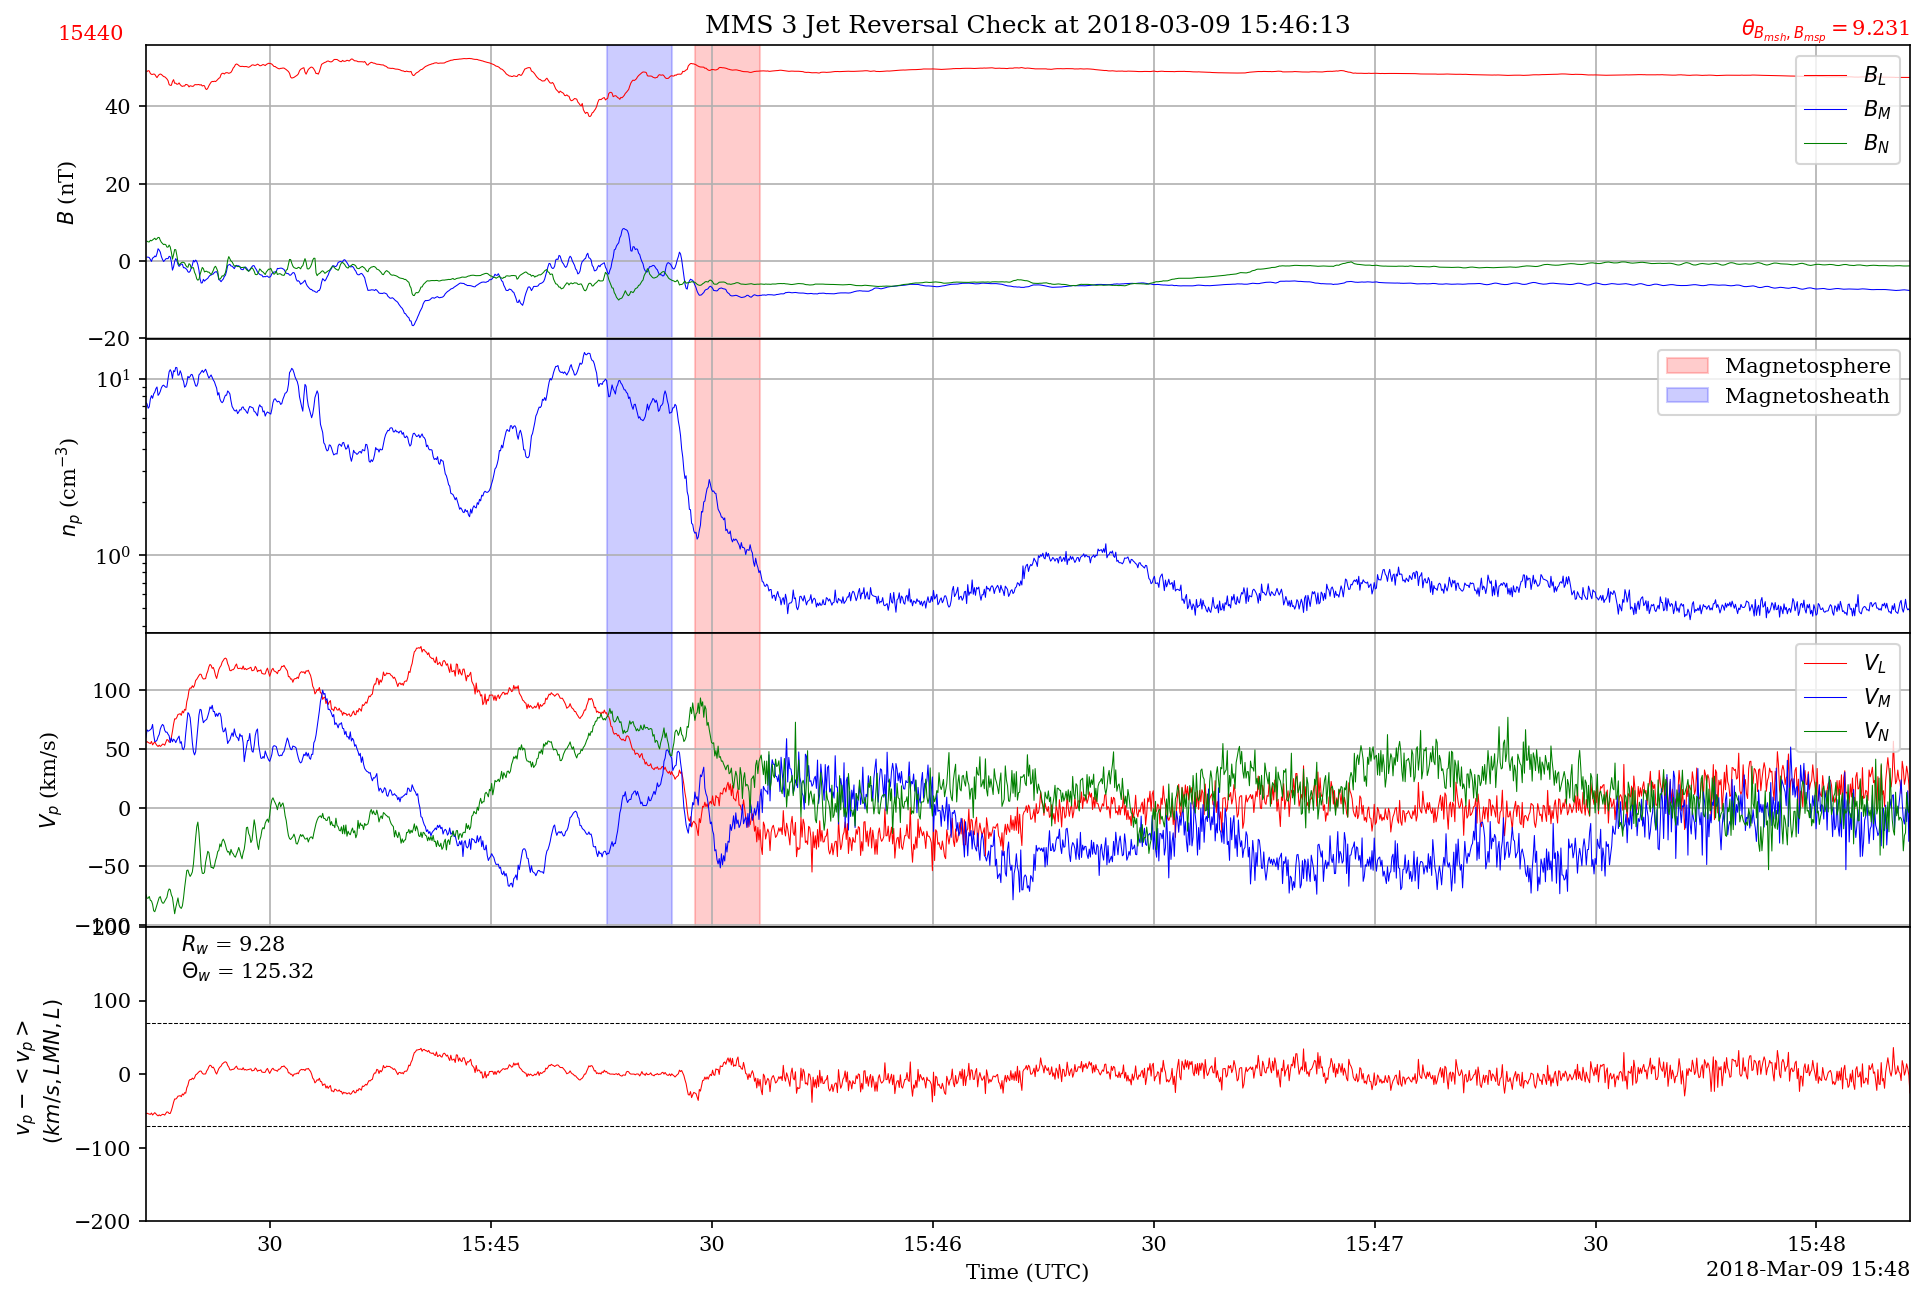 MMS 3 Jet Reversal Check at 2018-03-09 15:46:13
15440
θ_{B_{msh}, B_{msp}} = 9.231
B (nT)
40
20
0
−20
B_L
B_M
B_N
n_p (cm^{−3})
10^1
10^0
Magnetosphere
Magnetosheath
V_p (km/s)
100
50
0
−50
−100
V_L
V_M
V_N
v_p − <v_p>
(km/s, LMN, L)
200
100
0
−100
−200
R_w = 9.28
Θ_w = 125.32
30 15:45 30 15:46 30 15:47 30 15:48
Time (UTC)
2018-Mar-09 15:48